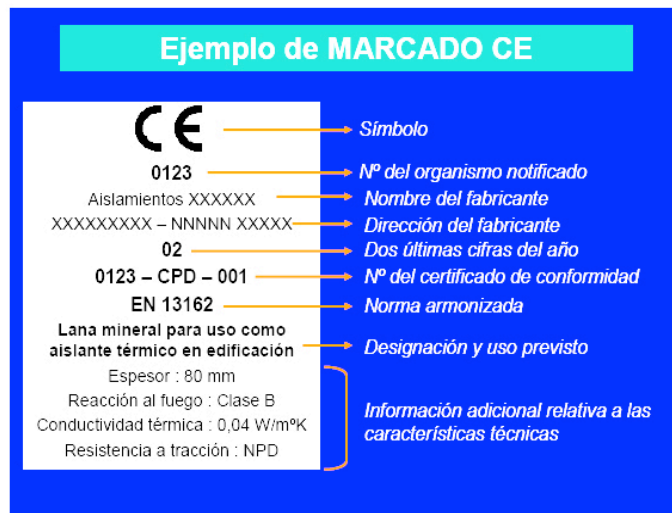 Ejemplo de MARCADO CE
CE
Símbolo
0123
Nº del organismo notificado
Aislamientos XXXXXX
Nombre del fabricante
XXXXXXXXX – NNNNN XXXXX
Dirección del fabricante
02
Dos últimas cifras del año
0123 – CPD – 001
Nº del certificado de conformidad
EN 13162
Norma armonizada
Lana mineral para uso como
aislante térmico en edificación
Designación y uso previsto
Espesor : 80 mm
Reacción al fuego : Clase B
Conductividad térmica : 0,04 W/mºK
Resistencia a tracción : NPD
Información adicional relativa a las
características técnicas